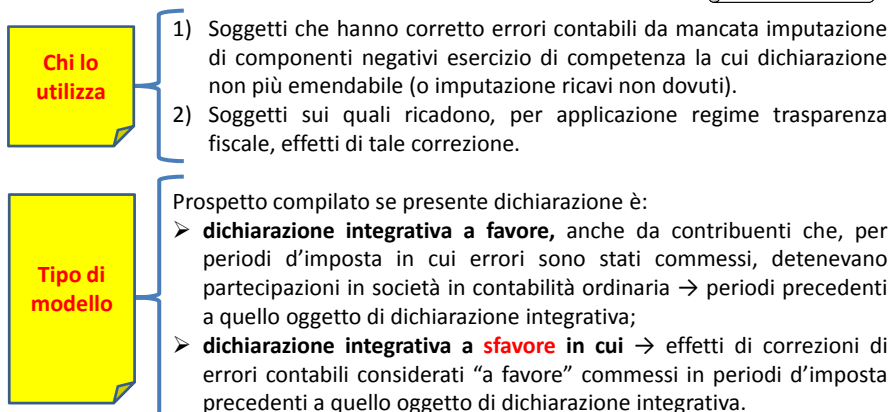 Chi lo
utilizza
1) Soggetti che hanno corretto errori contabili da mancata imputazione
di componenti negativi esercizio di competenza la cui dichiarazione
non più emendabile (o imputazione ricavi non dovuti).
2) Soggetti sui quali ricadono, per applicazione regime trasparenza
fiscale, effetti di tale correzione.
Tipo di
modello
Prospetto compilato se presente dichiarazione è:
➢ dichiarazione integrativa a favore, anche da contribuenti che, per
periodi d’imposta in cui errori sono stati commessi, detenevano
partecipazioni in società in contabilità ordinaria → periodi precedenti
a quello oggetto di dichiarazione integrativa;
➢ dichiarazione integrativa a sfavore in cui → effetti di correzioni di
errori contabili considerati “a favore” commessi in periodi d’imposta
precedenti a quello oggetto di dichiarazione integrativa.